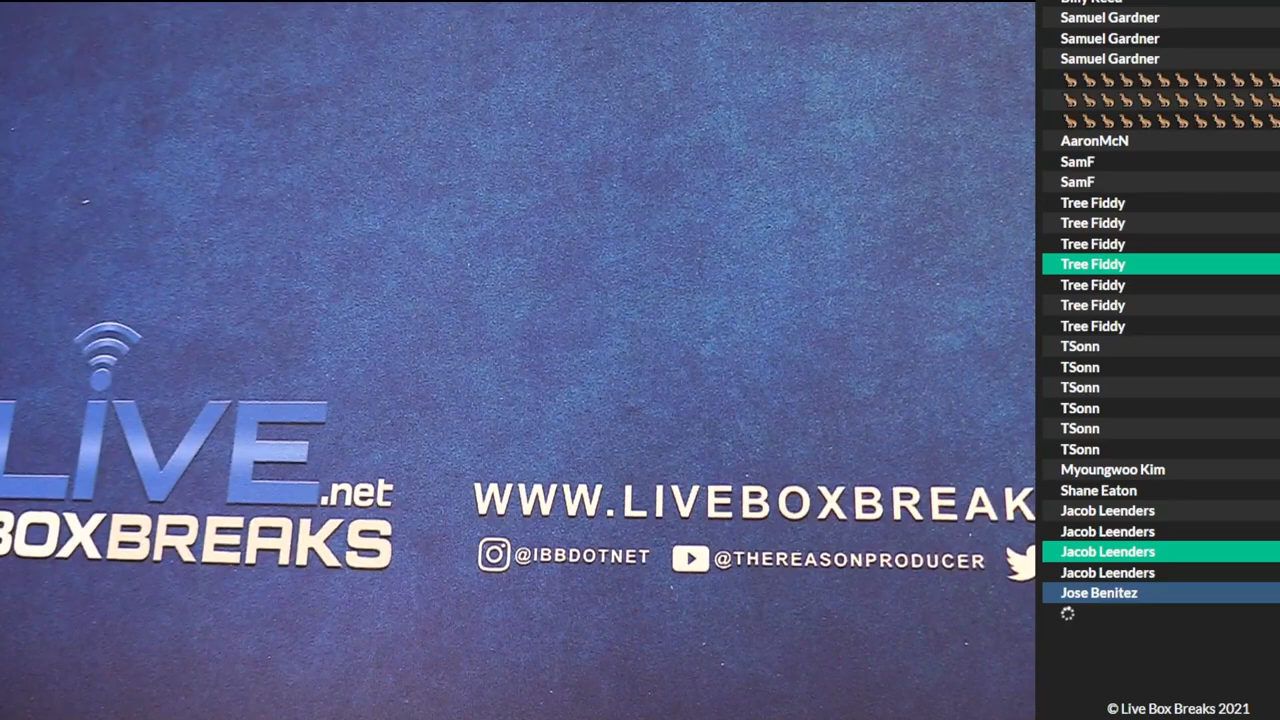 Samuel Gardner
Samuel Gardner
Samuel Gardner
AaronMcN
SamF
SamF
Tree Fiddy
Tree Fiddy
Tree Fiddy
Tree Fiddy
Tree Fiddy
Tree Fiddy
Tree Fiddy
TSonn
TSonn
TSonn
TSonn
TSonn
TSonn
Myoungwoo Kim
Shane Eaton
Jacob Leenders
Jacob Leenders
Jacob Leenders
Jacob Leenders
Jose Benitez
© Live Box Breaks 2021
LIVE
.net
BOXBREAKS
WWW.LIVEBOXBREAK
@IBBDOTNET @THEREASONPRODUCER